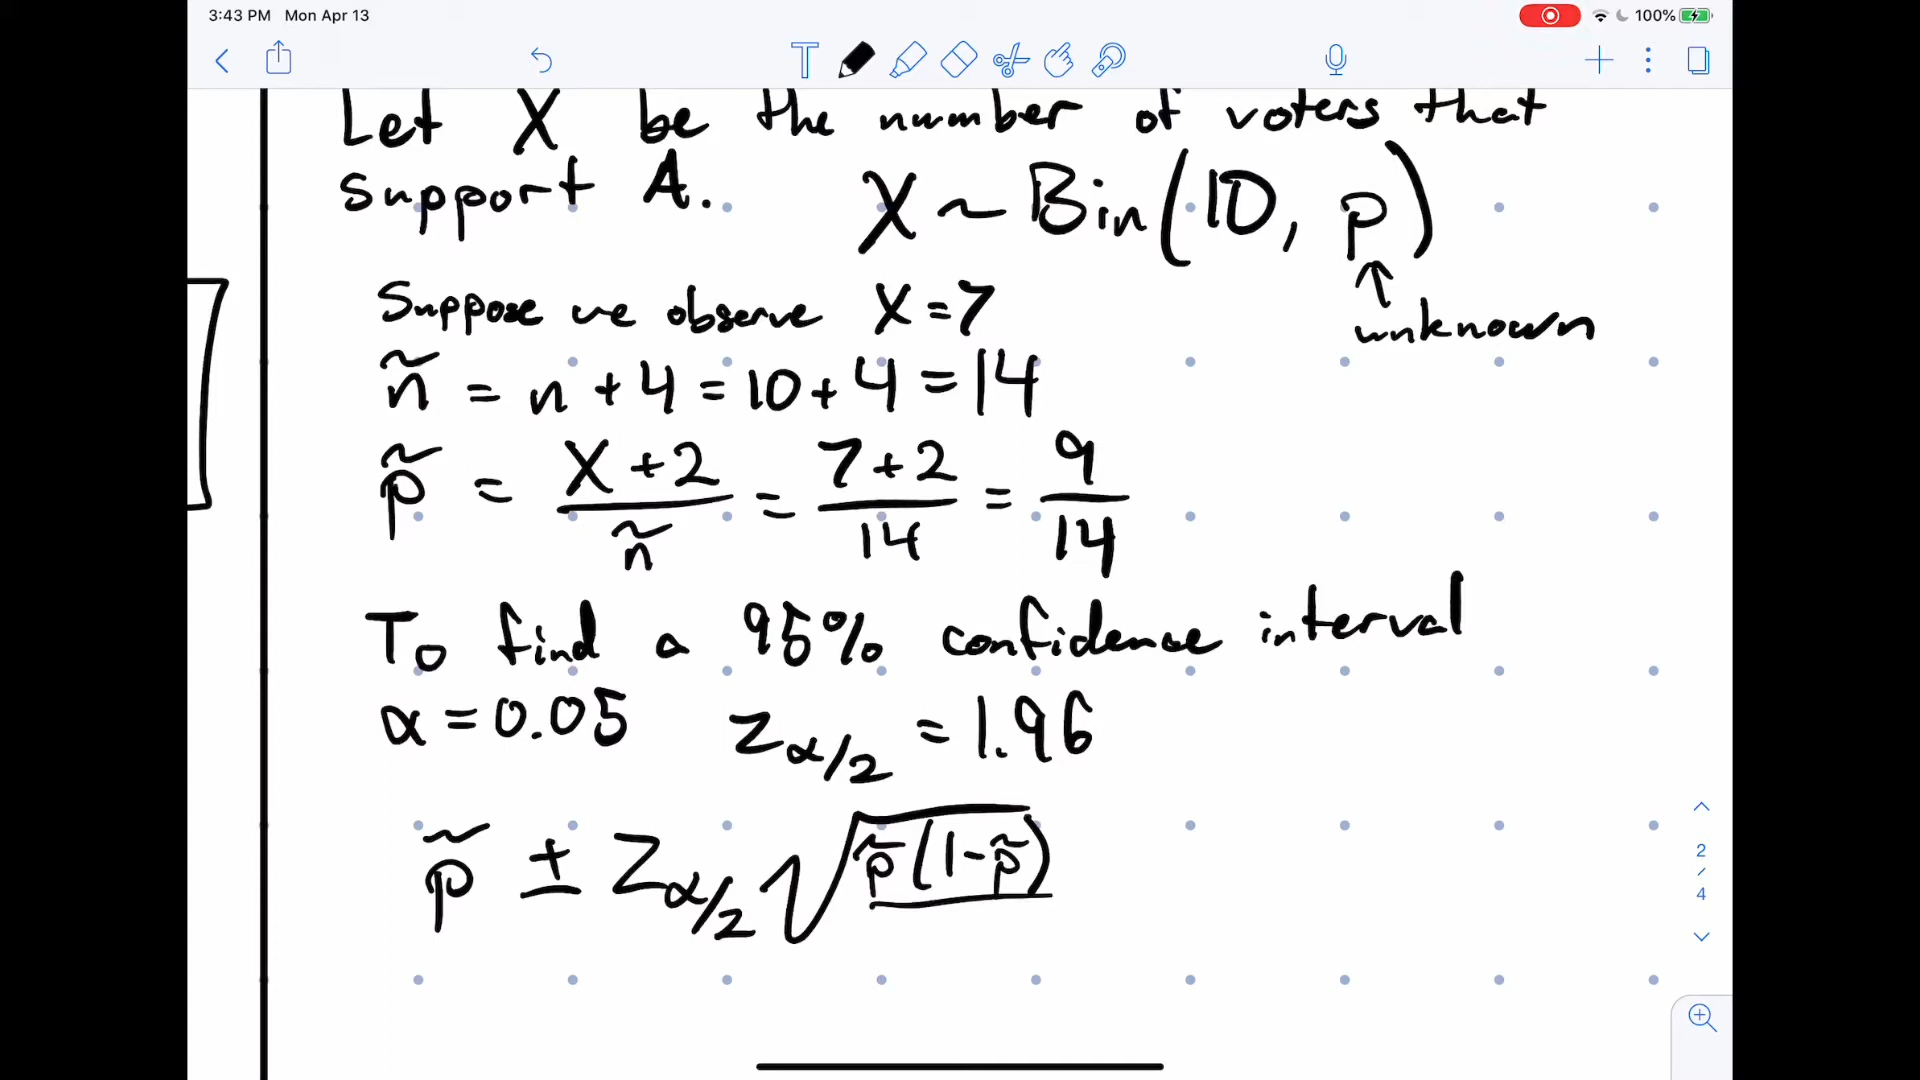 3:43 PM Mon Apr 13
100%
T
Let X be the number of voters that
support A. X ~ Bin(10, p)
↑
unknown
Suppose we observe X = 7
ñ = n + 4 = 10 + 4 = 14
p̃ = (X + 2)/ñ = (7 + 2)/14 = 9/14
To find a 95% confidence interval
α = 0.05 z_α/2 = 1.96
p̃ ± z_α/2 √(p̃(1 - p̃)
2
/
4